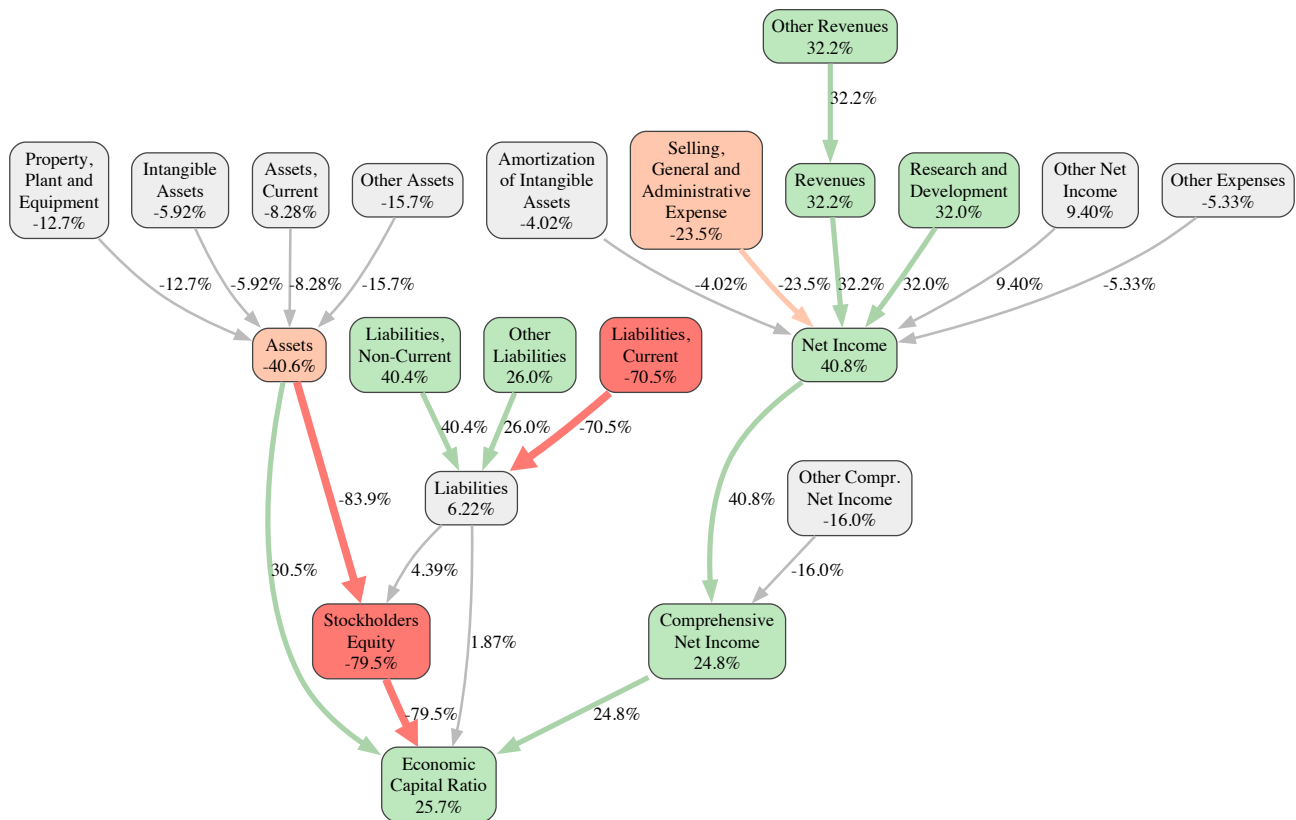 Other Revenues
32.2%
32.2%
Property,
Plant and
Equipment
-12.7%
Intangible
Assets
-5.92%
Assets,
Current
-8.28%
Other Assets
-15.7%
Amortization
of Intangible
Assets
-4.02%
Selling,
General and
Administrative
Expense
-23.5%
Revenues
32.2%
Research and
Development
32.0%
Other Net
Income
9.40%
Other Expenses
-5.33%
-12.7%
-5.92%
-8.28%
-15.7%
-4.02%
-23.5%
32.2%
32.0%
9.40%
-5.33%
Assets
-40.6%
Liabilities,
Non-Current
40.4%
Other
Liabilities
26.0%
Liabilities,
Current
-70.5%
Net Income
40.8%
40.4%
26.0%
-70.5%
Liabilities
6.22%
Other Compr.
Net Income
-16.0%
-83.9%
40.8%
30.5%
4.39%
-16.0%
Stockholders
Equity
-79.5%
1.87%
Comprehensive
Net Income
24.8%
-79.5%
24.8%
Economic
Capital Ratio
25.7%